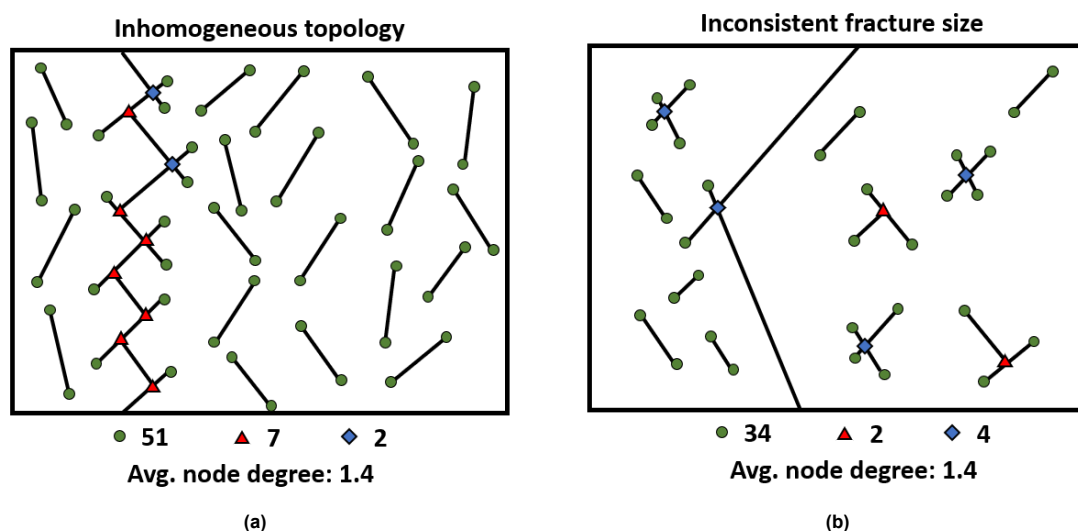 Inhomogeneous topology
51 7 2
Avg. node degree: 1.4
(a)
Inconsistent fracture size
34 2 4
Avg. node degree: 1.4
(b)